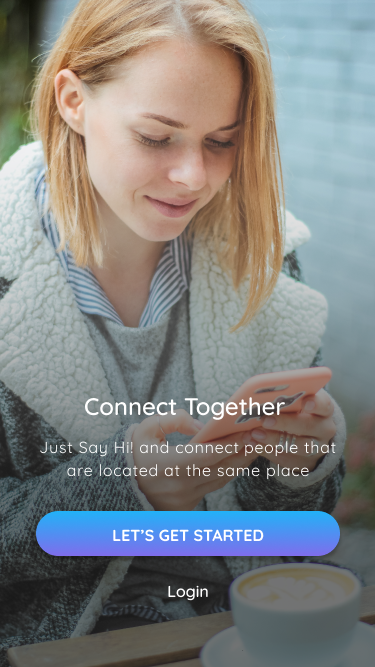 Connect Together
Just Say Hi! and connect people that
are located at the same place
LET’S GET STARTED
Login